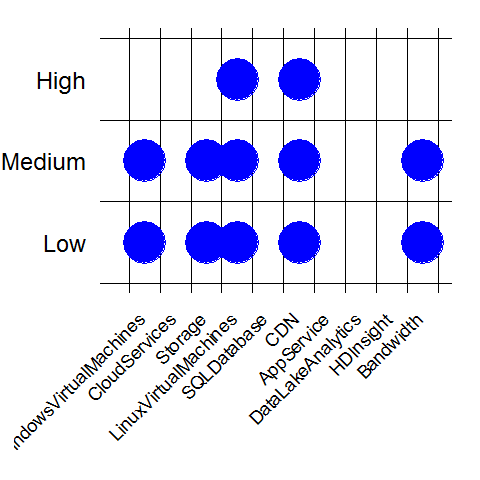 High
Medium
Low
ndowsVirtualMachines
CloudServices
Storage
LinuxVirtualMachines
SQLDatabase
CDN
AppService
DataLakeAnalytics
HDInsight
Bandwidth